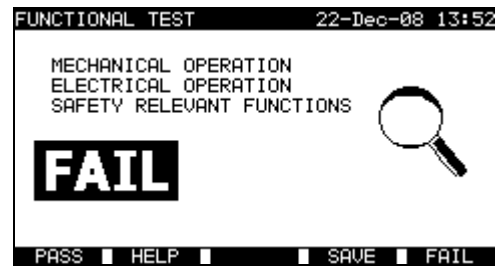 FUNCTIONAL TEST 22-Dec-08 13:52
MECHANICAL OPERATION
ELECTRICAL OPERATION
SAFETY RELEVANT FUNCTIONS
FAIL
PASS HELP SAVE FAIL